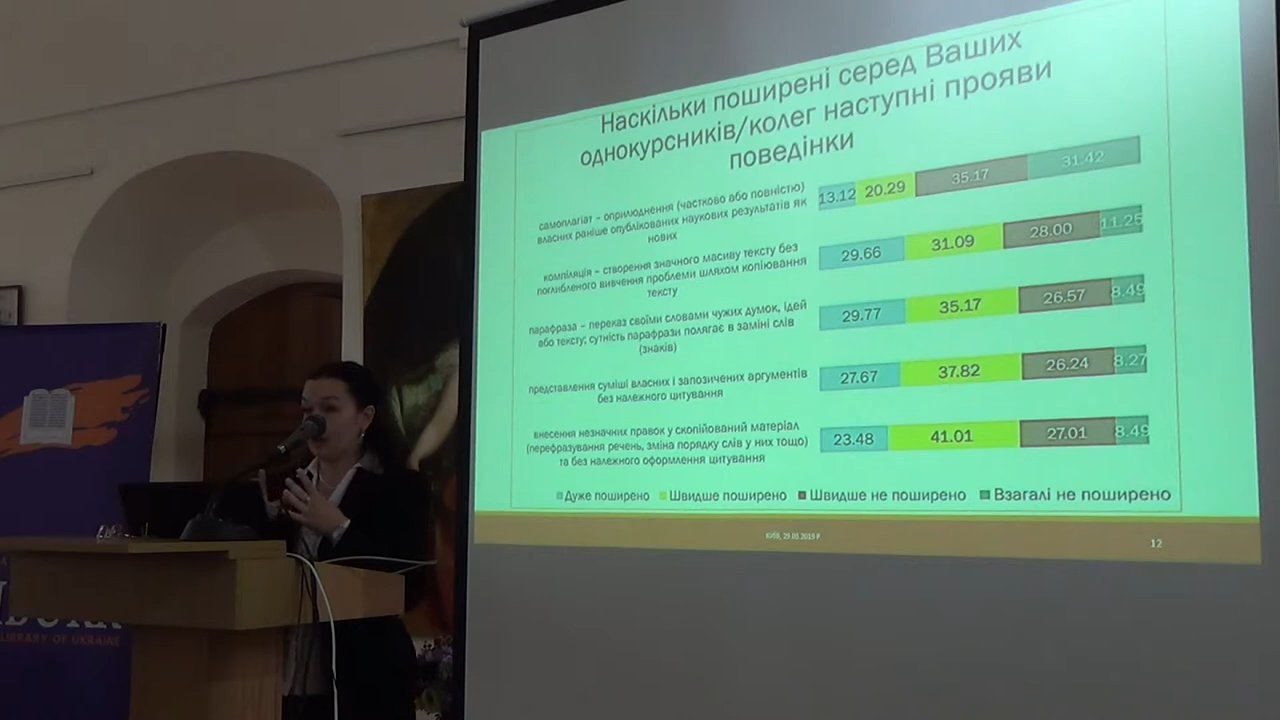 Наскільки поширені серед Ваших
однокурсників/колег наступні прояви
поведінки
самоплагіат – оприлюднення (частково або повністю)
власних раніше опублікованих наукових результатів як
нових
13.12 20.29 35.17 31.42
компіляція – створення значного масиву тексту без
поглибленого вивчення проблеми шляхом копіювання
тексту
29.66 31.09 28.00 11.25
парафраза – переказ своїми словами чужих думок, ідей
або тексту; сутність парафрази полягає в заміні слів
(знаків)
29.77 35.17 26.57 8.49
представлення суміші власних і запозичених аргументів
без належного цитування
27.67 37.82 26.24 8.27
внесення незначних правок у скопійований матеріал
(перефразування речень, зміна порядку слів у них тощо)
та без належного оформлення цитування
23.48 41.01 27.01 8.49
Дуже поширено Швидше поширено Швидше не поширено Взагалі не поширено
12
LIBRARY OF UKRAINE